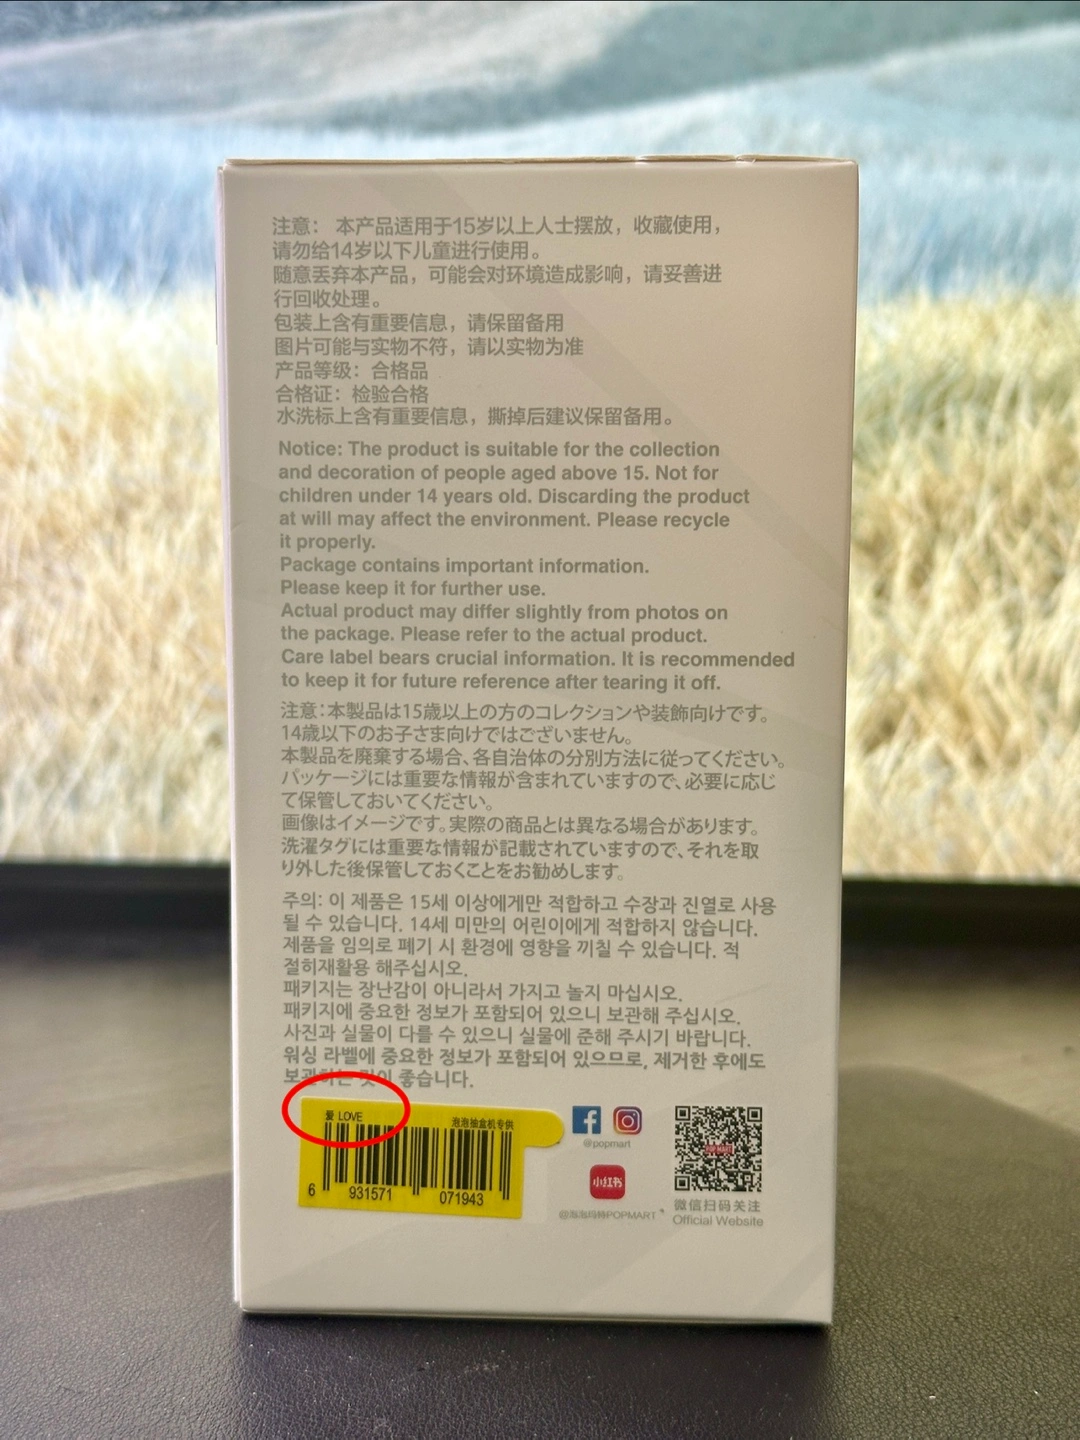 注意： 本产品适用于15岁以上人士摆放，收藏使用，
请勿给14岁以下儿童进行使用。
随意丢弃本产品，可能会对环境造成影响，请妥善进
行回收处理。
包装上含有重要信息，请保留备用
图片可能与实物不符，请以实物为准
产品等级：合格品
合格证：检验合格
水洗标上含有重要信息，撕掉后建议保留备用。
Notice: The product is suitable for the collection
and decoration of people aged above 15. Not for
children under 14 years old. Discarding the product
at will may affect the environment. Please recycle
it properly.
Package contains important information.
Please keep it for further use.
Actual product may differ slightly from photos on
the package. Please refer to the actual product.
Care label bears crucial information. It is recommended
to keep it for future reference after tearing it off.
注意：本製品は15歳以上の方のコレクションや装飾向けです。
14歳以下のお子さま向けではございません。
本製品を廃棄する場合、各自治体の分別方法に従ってください。
パッケージには重要な情報が含まれていますので、必要に応じ
て保管しておいてください。
画像はイメージです。実際の商品とは異なる場合があります。
洗濯タグには重要な情報が記載されていますので、それを取
り外した後保管しておくことをお勧めします。
주의: 이 제품은 15세 이상에게만 적합하고 수장과 진열로 사용
될 수 있습니다. 14세 미만의 어린이에게 적합하지 않습니다.
제품을 임의로 폐기 시 환경에 영향을 끼칠 수 있습니다. 적
절히재활용 해주십시오.
패키지는 장난감이 아니라서 가지고 놀지 마십시오.
패키지에 중요한 정보가 포함되어 있으니 보관해 주십시오.
사진과 실물이 다를 수 있으니 실물에 준해 주시기 바랍니다.
워싱 라벨에 중요한 정보가 포함되어 있으므로, 제거한 후에도
보관하는 것이 좋습니다.
爱 LOVE
泡泡抽盒机专供
6 931571 071943
@popmart
小红书
@泡泡玛特POPMART
POP MART
微信扫码关注
Official Website